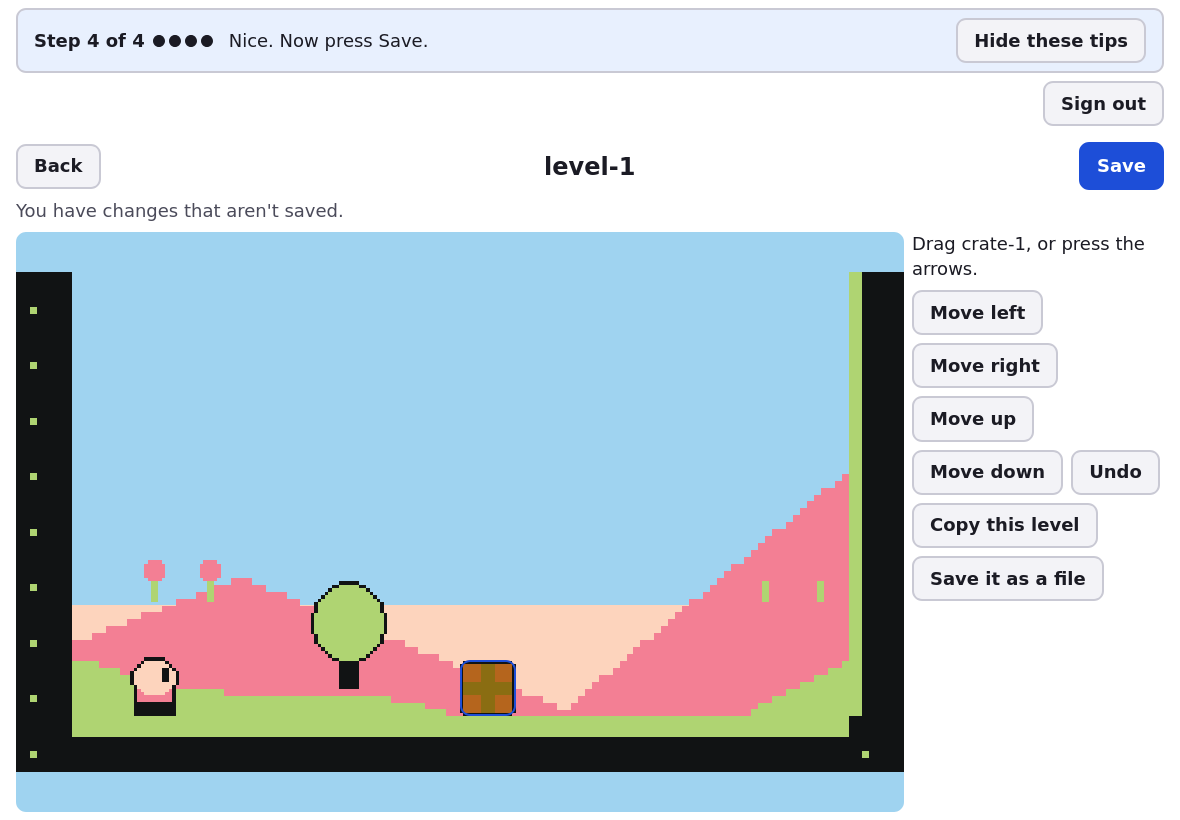 Step 4 of 4 Nice. Now press Save.
Hide these tips
Sign out
Back
level-1
Save
You have changes that aren't saved.
Drag crate-1, or press the
arrows.
Move left
Move right
Move up
Move down
Undo
Copy this level
Save it as a file